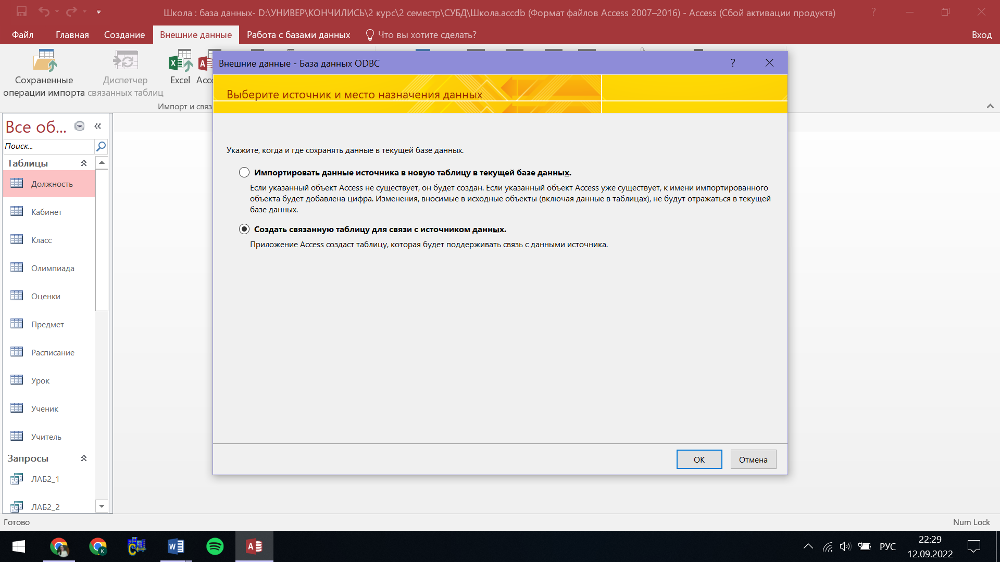 Школа : база данных- D:\УНИВЕР\КОНЧИЛИСЬ\2 курс\2 семестр\СУБД\Школа.accdb (Формат файлов Access 2007–2016) - Access (Сбой активации продукта)
?
Файл Главная Создание Внешние данные Работа с базами данных Что вы хотите сделать? Вход
Сохраненные
операции импорта
Диспетчер
связанных таблиц
Excel
Импорт и связ
Внешние данные - База данных ODBC ?
Выберите источник и место назначения данных
Укажите, когда и где сохранять данные в текущей базе данных.
Импортировать данные источника в новую таблицу в текущей базе данных.
Если указанный объект Access не существует, он будет создан. Если указанный объект Access уже существует, к имени импортированного
объекта будет добавлена цифра. Изменения, вносимые в исходные объекты (включая данные в таблицах), не будут отражаться в текущей
базе данных.
Создать связанную таблицу для связи с источником данных.
Приложение Access создаст таблицу, которая будет поддерживать связь с данными источника.
ОК Отмена
Все об...
Поиск...
Таблицы
Должность
Кабинет
Класс
Олимпиада
Оценки
Предмет
Расписание
Урок
Ученик
Учитель
Запросы
ЛАБ2_1
ЛАБ2_2
Готово Num Lock
K
C++
РУС
22:29
12.09.2022